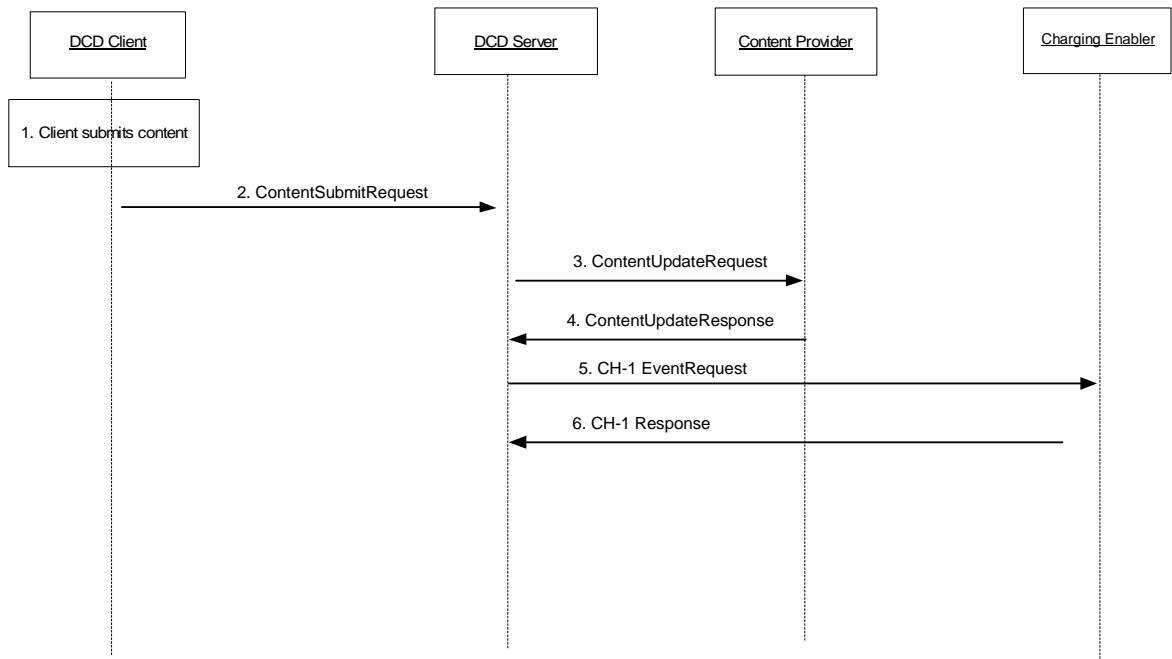 DCD Client
DCD Server
Content Provider
Charging Enabler
1. Client submits content
2. ContentSubmitRequest
3. ContentUpdateRequest
4. ContentUpdateResponse
5. CH-1 EventRequest
6. CH-1 Response